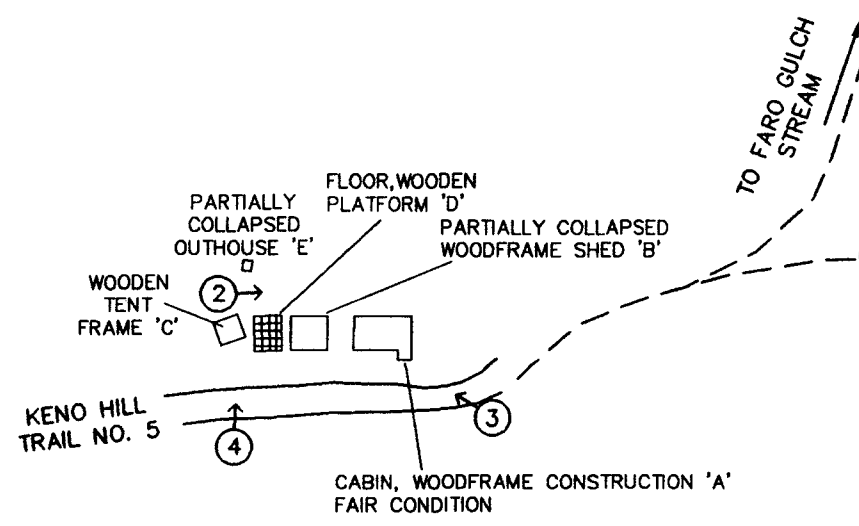 TO FARO GULCH
STREAM
FLOOR,WOODEN
PLATFORM 'D'
PARTIALLY
COLLAPSED
OUTHOUSE 'E'
PARTIALLY COLLAPSED
WOODFRAME SHED 'B'
WOODEN
TENT
FRAME 'C'
2
KENO HILL
TRAIL NO. 5
4
3
CABIN, WOODFRAME CONSTRUCTION 'A'
FAIR CONDITION